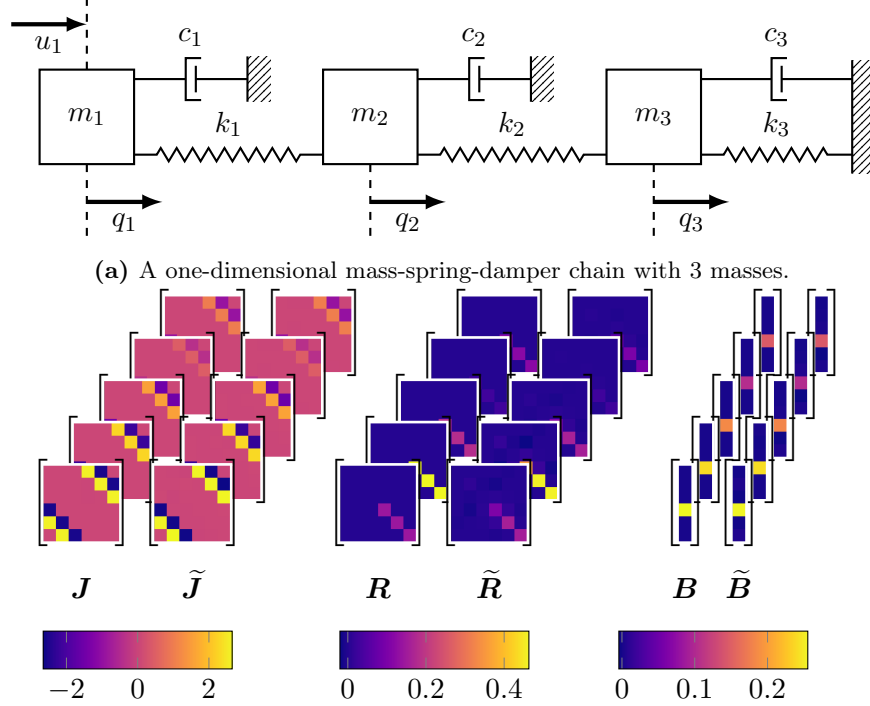 u₁
c₁ c₂ c₃
m₁ k₁ m₂ k₂ m₃ k₃
q₁ q₂ q₃
(a) A one-dimensional mass-spring-damper chain with 3 masses.
J J̃ R R̃ B B̃
−2 0 2 0 0.2 0.4 0 0.1 0.2